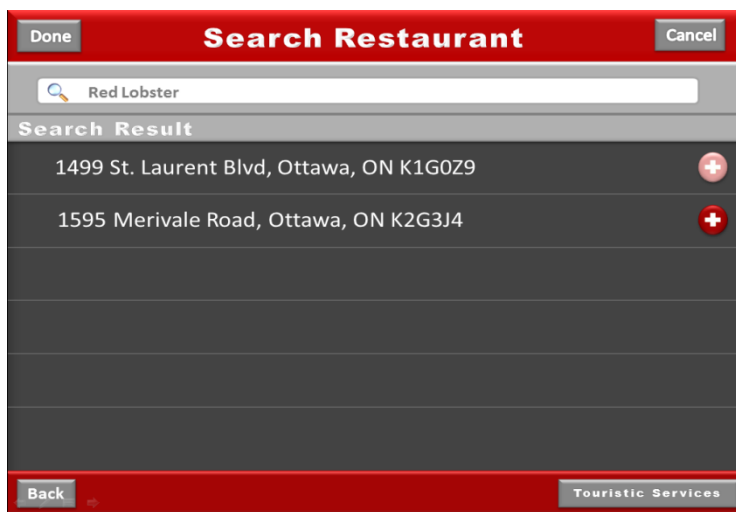 Done
Search Restaurant
Cancel
Red Lobster
Search Result
1499 St. Laurent Blvd, Ottawa, ON K1G0Z9
1595 Merivale Road, Ottawa, ON K2G3J4
Back
Touristic Services